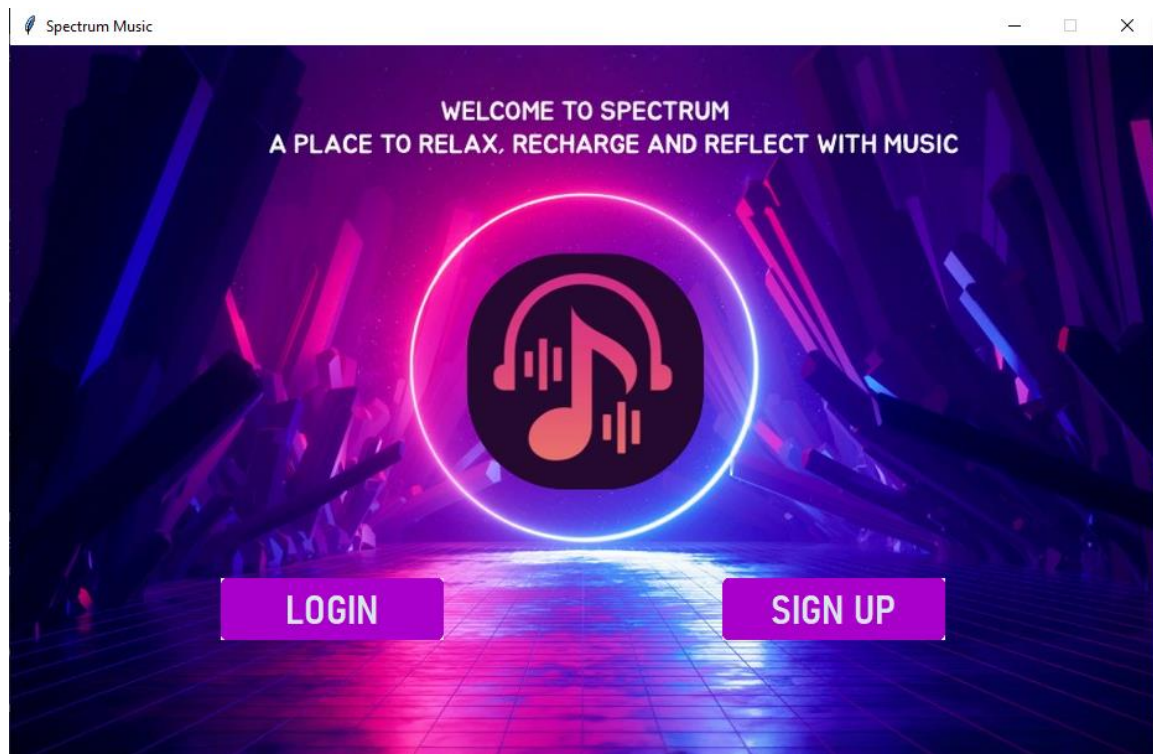 Spectrum Music
WELCOME TO SPECTRUM
A PLACE TO RELAX, RECHARGE AND REFLECT WITH MUSIC
LOGIN
SIGN UP